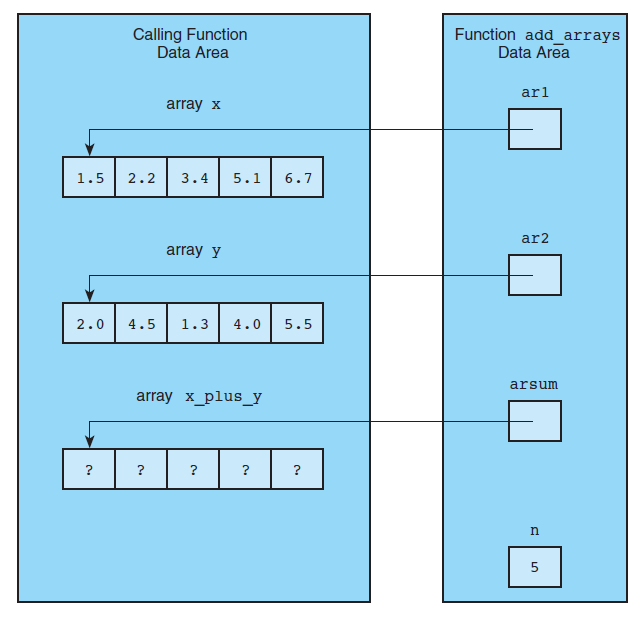 Calling Function
Data Area
Function add_arrays
Data Area
array x
ar1
1.5 2.2 3.4 5.1 6.7
array y
ar2
2.0 4.5 1.3 4.0 5.5
array x_plus_y
arsum
? ? ? ? ?
n
5